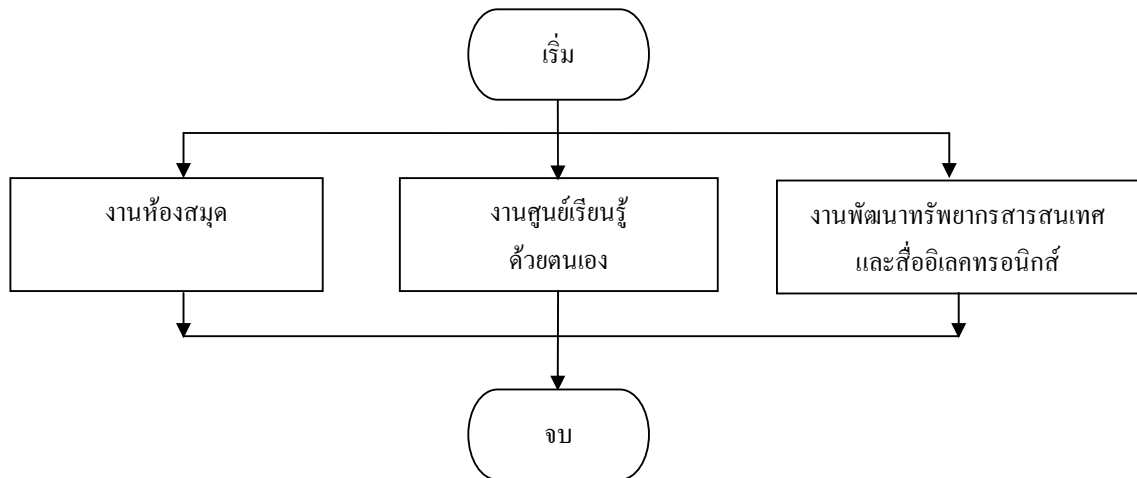 เริ่ม
งานห้องสมุด
งานศูนย์เรียนรู้
ด้วยตนเอง
งานพัฒนาทรัพยากรสารสนเทศ
และสื่ออิเลคทรอนิกส์
จบ